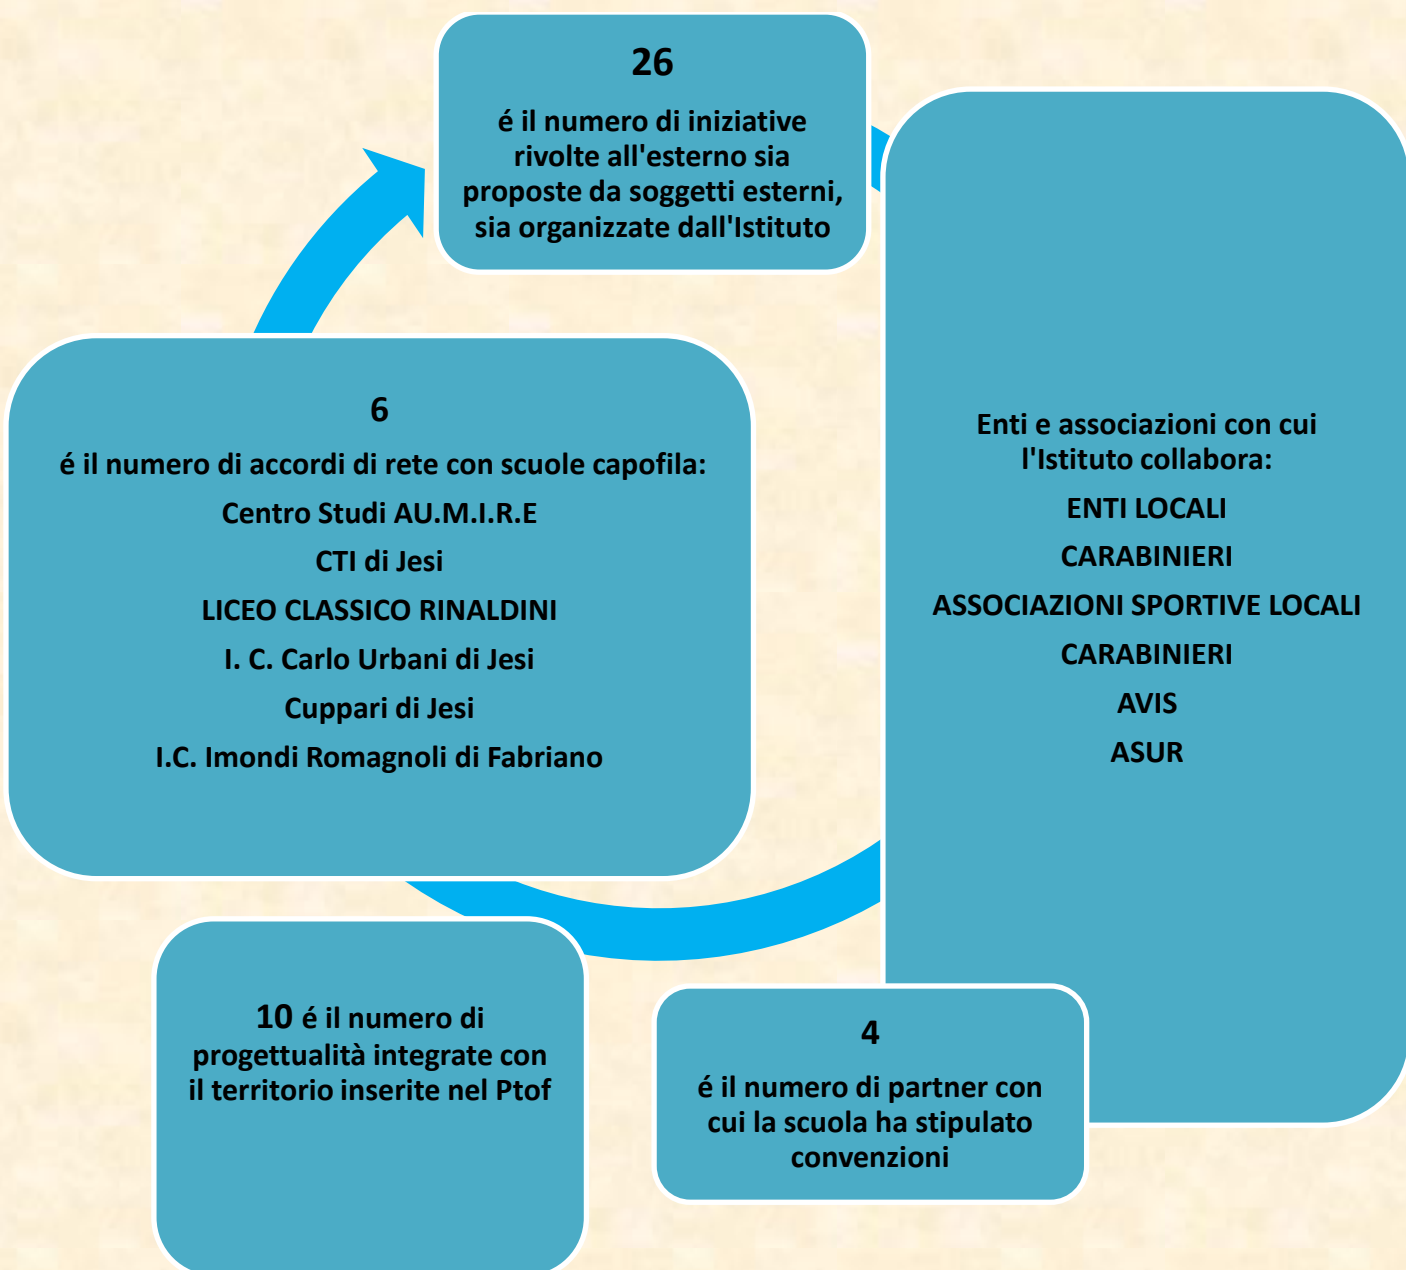 26
é il numero di iniziative
rivolte all'esterno sia
proposte da soggetti esterni,
sia organizzate dall'Istituto
Enti e associazioni con cui
l'Istituto collabora:
ENTI LOCALI
CARABINIERI
ASSOCIAZIONI SPORTIVE LOCALI
CARABINIERI
AVIS
ASUR
4
é il numero di partner con
cui la scuola ha stipulato
convenzioni
10 é il numero di
progettualità integrate con
il territorio inserite nel Ptof
6
é il numero di accordi di rete con scuole capofila:
Centro Studi AU.M.I.R.E
CTI di Jesi
LICEO CLASSICO RINALDINI
I. C. Carlo Urbani di Jesi
Cuppari di Jesi
I.C. Imondi Romagnoli di Fabriano